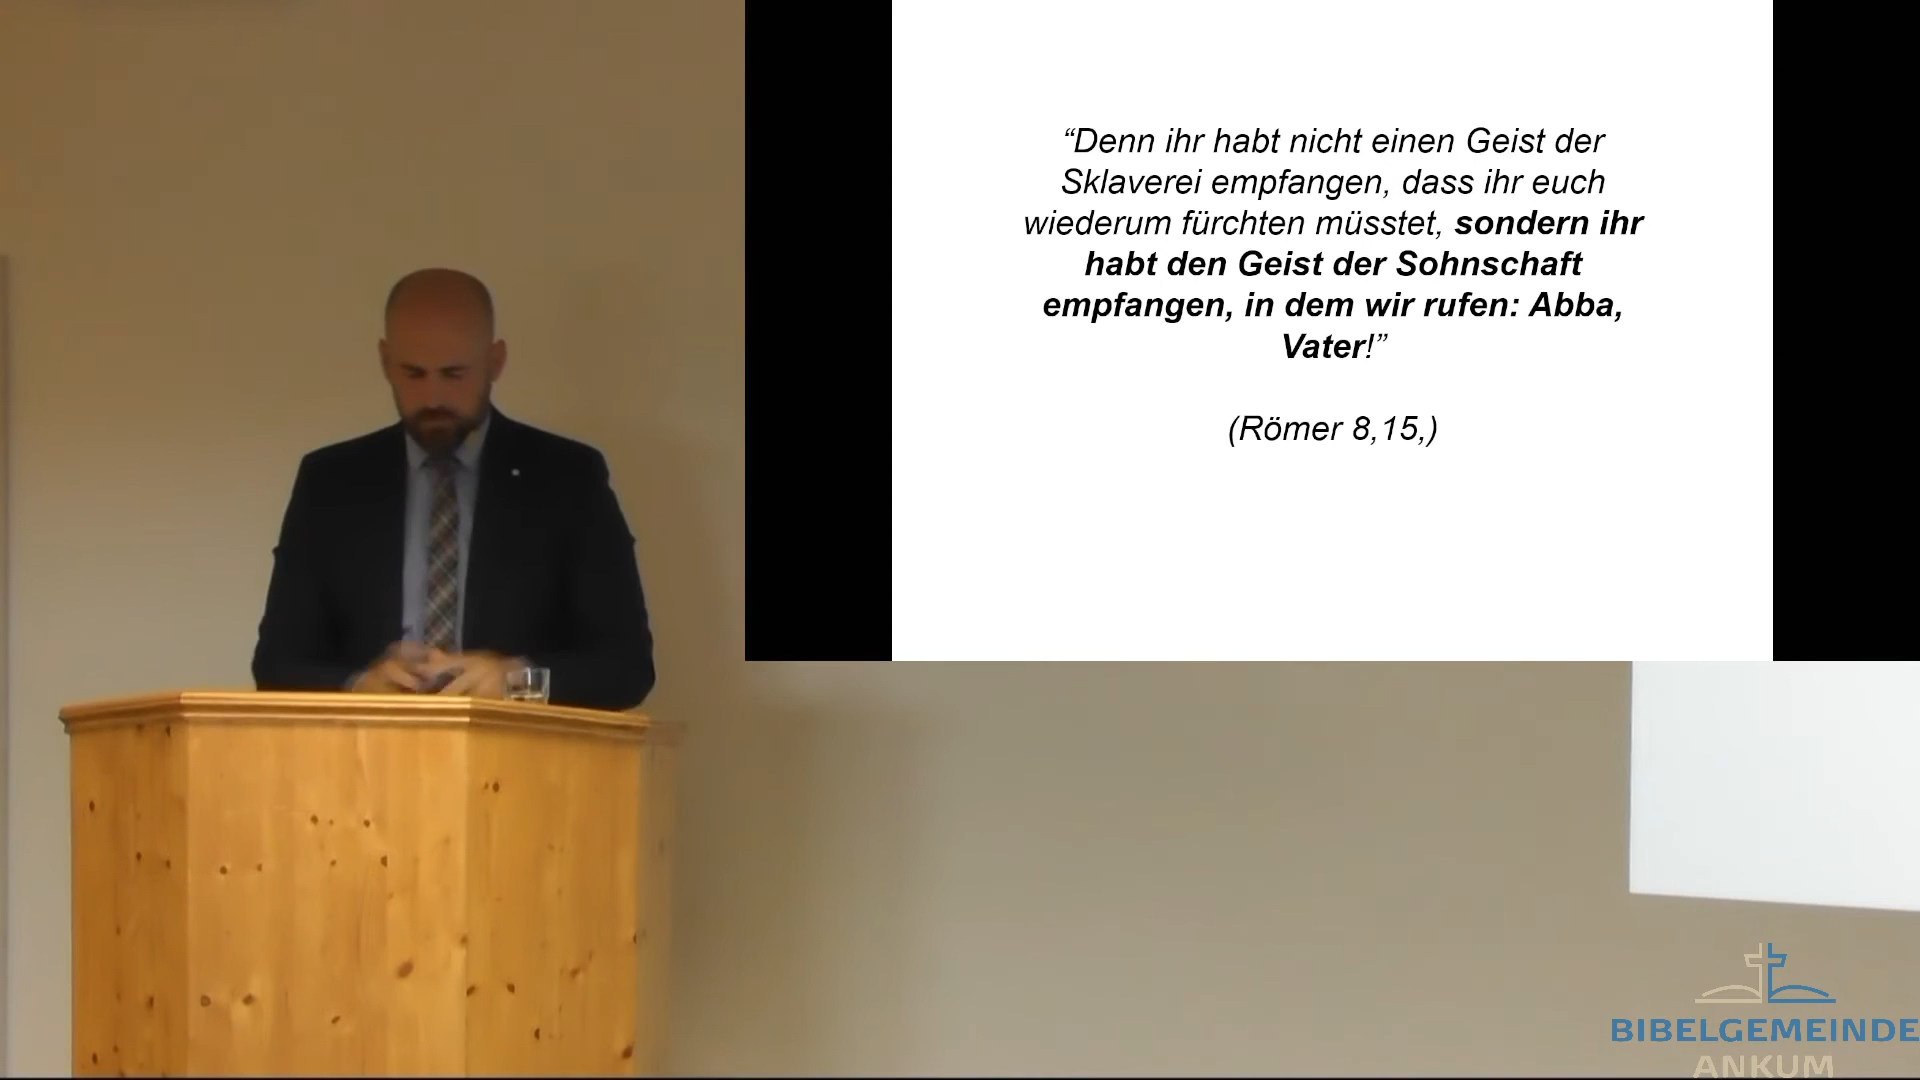 “Denn ihr habt nicht einen Geist der
Sklaverei empfangen, dass ihr euch
wiederum fürchten müsstet, sondern ihr
habt den Geist der Sohnschaft
empfangen, in dem wir rufen: Abba,
Vater!”
(Römer 8,15,)
BIBELGEMEINDE
ANKUM